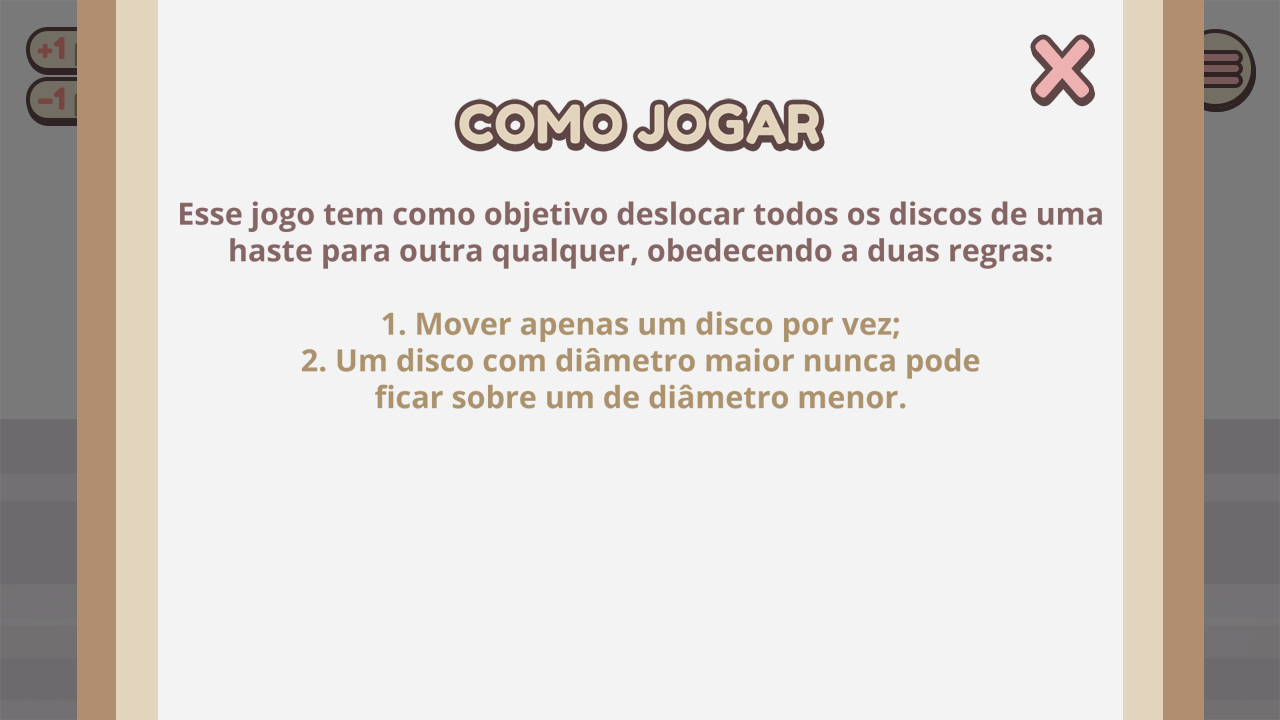 +1
-1
COMO JOGAR
Esse jogo tem como objetivo deslocar todos os discos de uma
haste para outra qualquer, obedecendo a duas regras:
1. Mover apenas um disco por vez;
2. Um disco com diâmetro maior nunca pode
ficar sobre um de diâmetro menor.